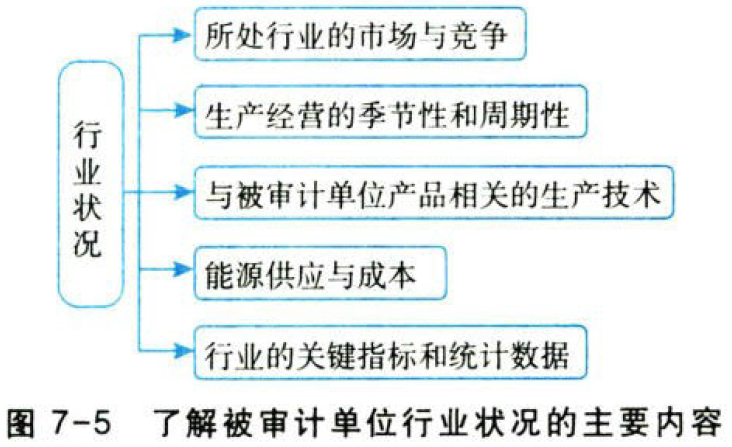 行业状况
所处行业的市场与竞争
生产经营的季节性和周期性
与被审计单位产品相关的生产技术
能源供应与成本
行业的关键指标和统计数据
图 7-5 了解被审计单位行业状况的主要内容